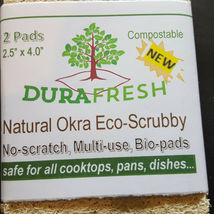 2 Pads
Compostable
2.5" x 4.0"
NEW
DURAFRESH
Natural Okra Eco-Scrubby
No-scratch, Multi-use, Bio-pads
safe for all cooktops, pans, dishes...